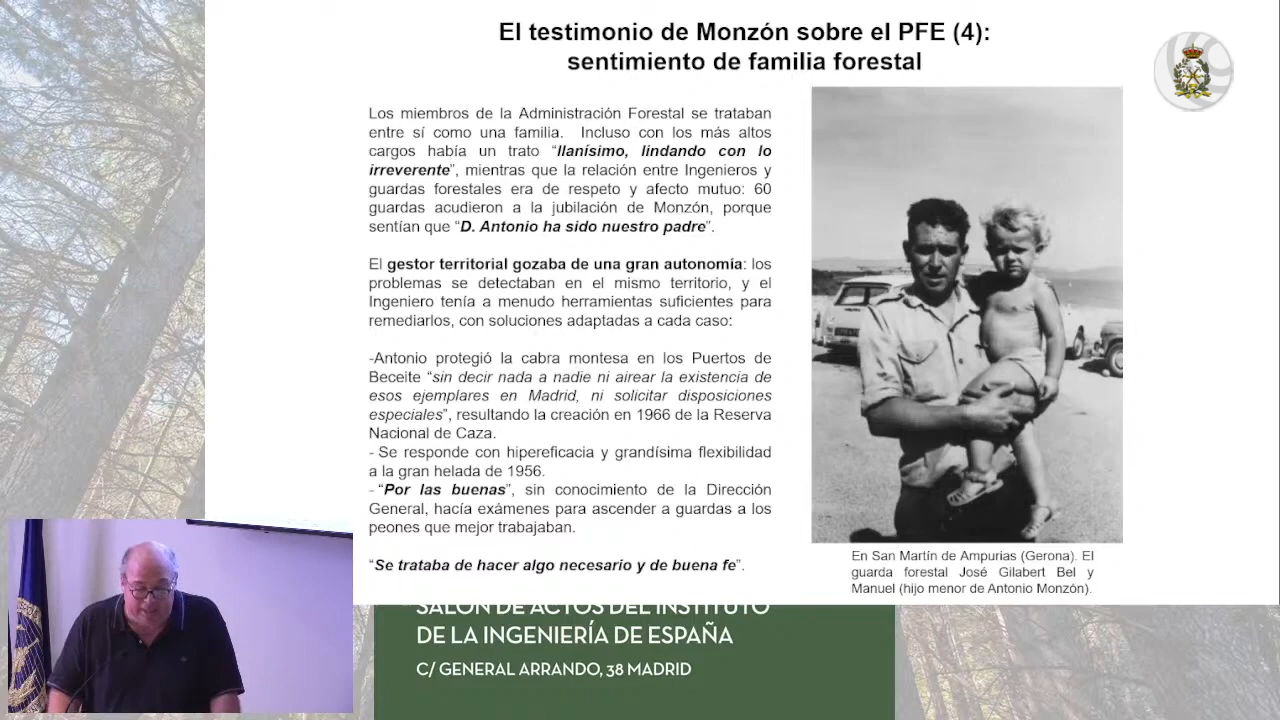 El testimonio de Monzón sobre el PFE (4):
sentimiento de familia forestal
Los miembros de la Administración Forestal se trataban
entre sí como una familia. Incluso con los más altos
cargos había un trato “llanísimo, lindando con lo
irreverente”, mientras que la relación entre Ingenieros y
guardas forestales era de respeto y afecto mutuo: 60
guardas acudieron a la jubilación de Monzón, porque
sentían que “D. Antonio ha sido nuestro padre”.
El gestor territorial gozaba de una gran autonomía: los
problemas se detectaban en el mismo territorio, y el
Ingeniero tenía a menudo herramientas suficientes para
remediarlos, con soluciones adaptadas a cada caso:
-Antonio protegió la cabra montesa en los Puertos de
Beceite “sin decir nada a nadie ni airear la existencia de
esos ejemplares en Madrid, ni solicitar disposiciones
especiales”, resultando la creación en 1966 de la Reserva
Nacional de Caza.
- Se responde con hipereficacia y grandísima flexibilidad
a la gran helada de 1956.
- “Por las buenas”, sin conocimiento de la Dirección
General, hacía exámenes para ascender a guardas a los
peones que mejor trabajaban.
“Se trataba de hacer algo necesario y de buena fe”.
En San Martín de Ampurias (Gerona). El
guarda forestal José Gilabert Bel y
Manuel (hijo menor de Antonio Monzón).
SALÓN DE ACTOS DEL INSTITUTO
DE LA INGENIERÍA DE ESPAÑA
C/ GENERAL ARRANDO, 38 MADRID